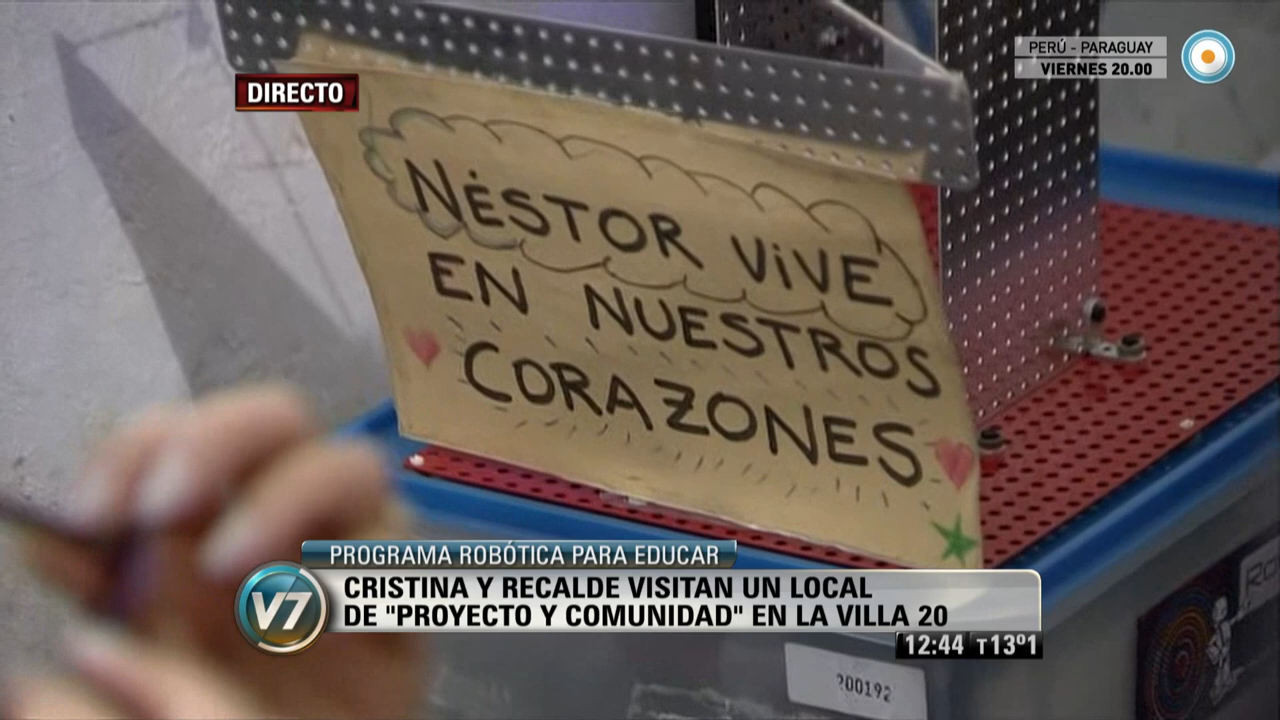 PERÚ - PARAGUAY
VIERNES 20.00
DIRECTO
NÉSTOR ViVE
EN NUESTROS
CORAZONES
PROGRAMA ROBÓTICA PARA EDUCAR
V7
CRISTINA Y RECALDE VISITAN UN LOCAL
DE "PROYECTO Y COMUNIDAD" EN LA VILLA 20
12:44 T13º1
200192